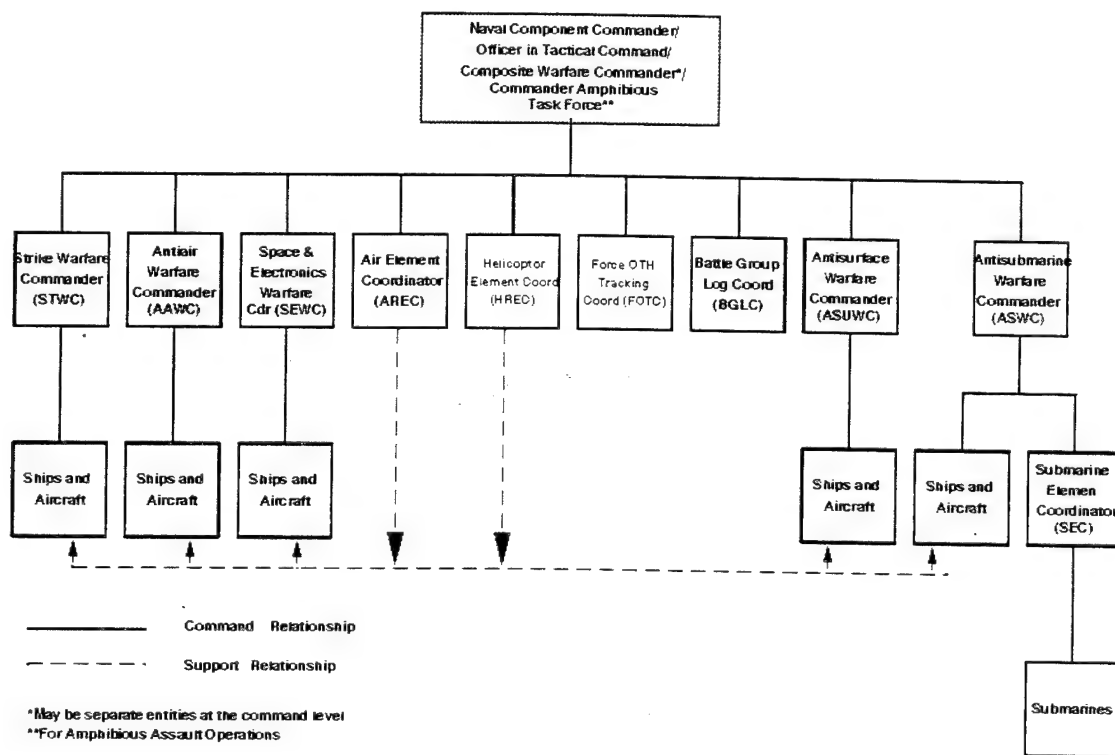 Naval Component Commander/
Officer in Tactical Command/
Composite Warfare Commander*/
Commander Amphibious
Task Force**
Strike Warfare
Commander
(STWC)
Antiair
Warfare
Commander
(AAWC)
Space &
Electronics
Warfare
Cdr (SEWC)
Air Element
Coordinator
(AREC)
Helicoptor
Element Coord
(HREC)
Force OTH
Tracking
Coord (FOTC)
Battle Group
Log Coord
(BGLC)
Antisurface
Warfare
Commander
(ASUWC)
Antisubmarine
Warfare
Commander
(ASWC)
Ships and
Aircraft
Ships and
Aircraft
Ships and
Aircraft
Ships and
Aircraft
Ships and
Aircraft
Submarine
Elemen
Coordinator
(SEC)
Submarines
Command Relationship
Support Relationship
*May be separate entities at the command level
**For Amphibious Assault Operations